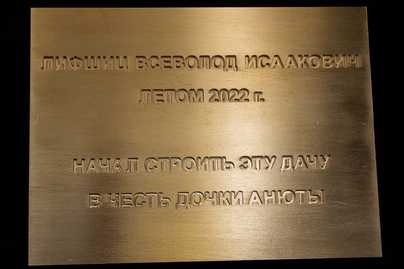 ЛИФШИЦ ВСЕВОЛОД ИСААКОВИЧ
ЛЕТОМ 2022 г.
НАЧАЛ СТРОИТЬ ЭТУ ДАЧУ
В ЧЕСТЬ ДОЧКИ АНЮТЫ